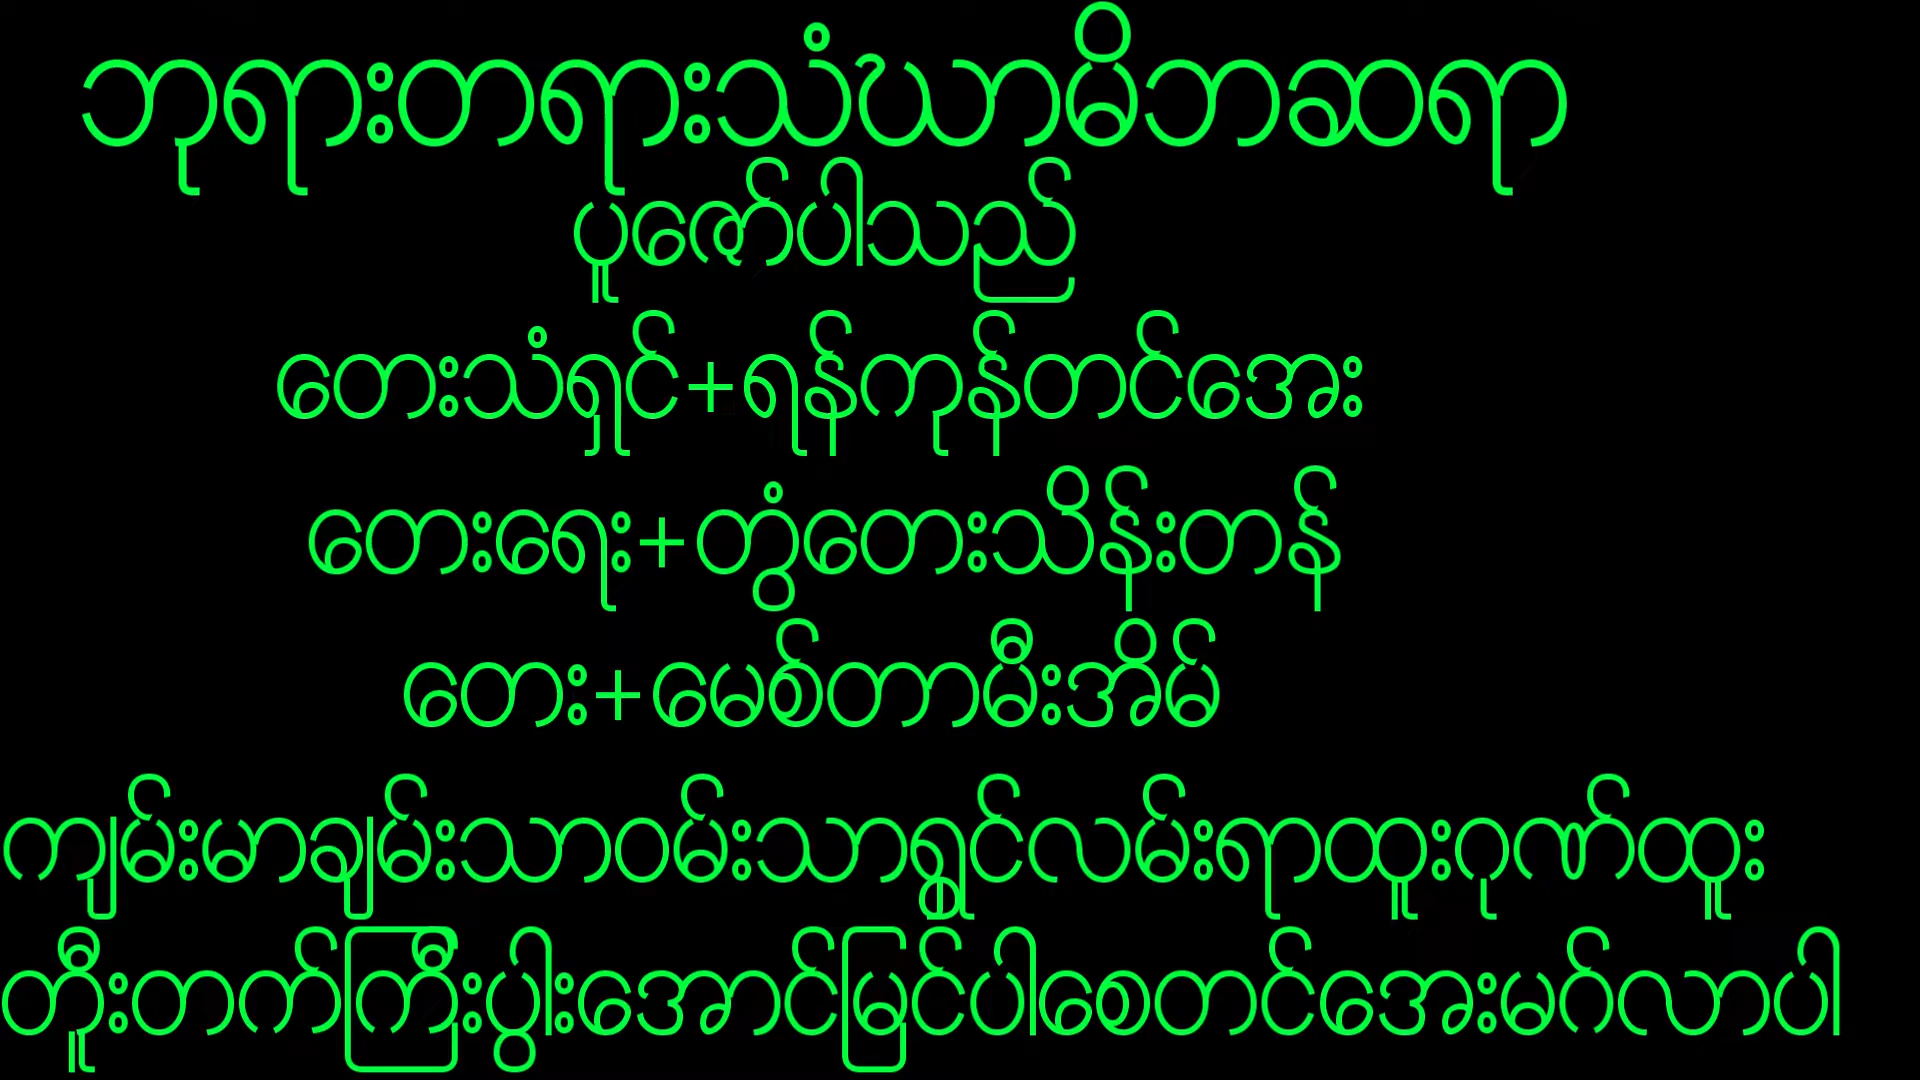 ဘုရားတရားသံဃာမိဘဆရာ
ပူဇော်ပါသည်
တေးသံရှင်+ရန်ကုန်တင်အေး
တေးရေး+တွံတေးသိန်းတန်
တေး+မေစ်တာမီးအိမ်
ကျမ်းမာချမ်းသာဝမ်းသာရွှင်လမ်းရာထူးဂုဏ်ထူး
တိူးတက်ကြီးပွါးအောင်မြင်ပါစေတင်အေးမင်္ဂလာပါ